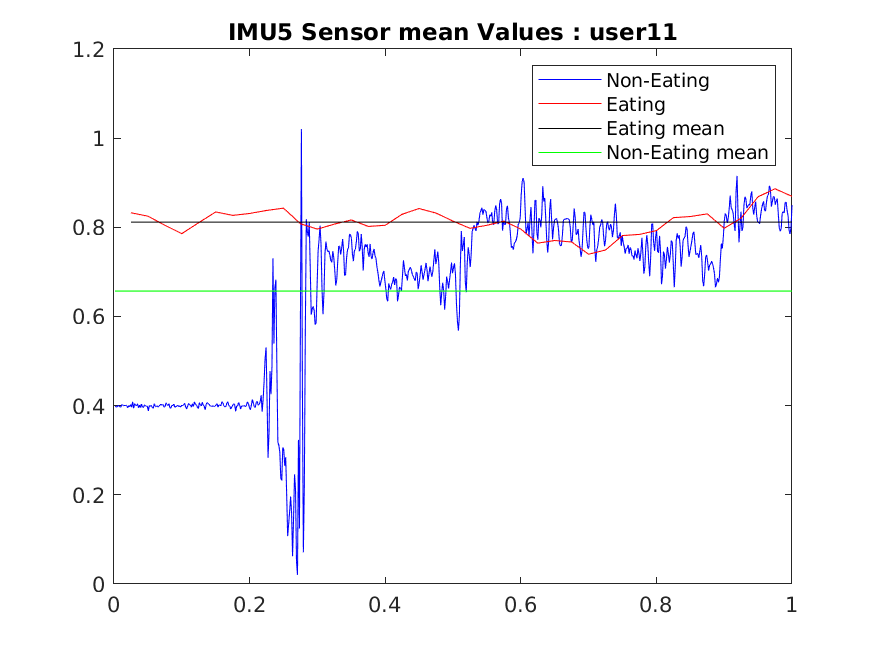 IMU5 Sensor mean Values : user11
1.2
1
0.8
0.6
0.4
0.2
0
0 0.2 0.4 0.6 0.8 1
Non-Eating
Eating
Eating mean
Non-Eating mean